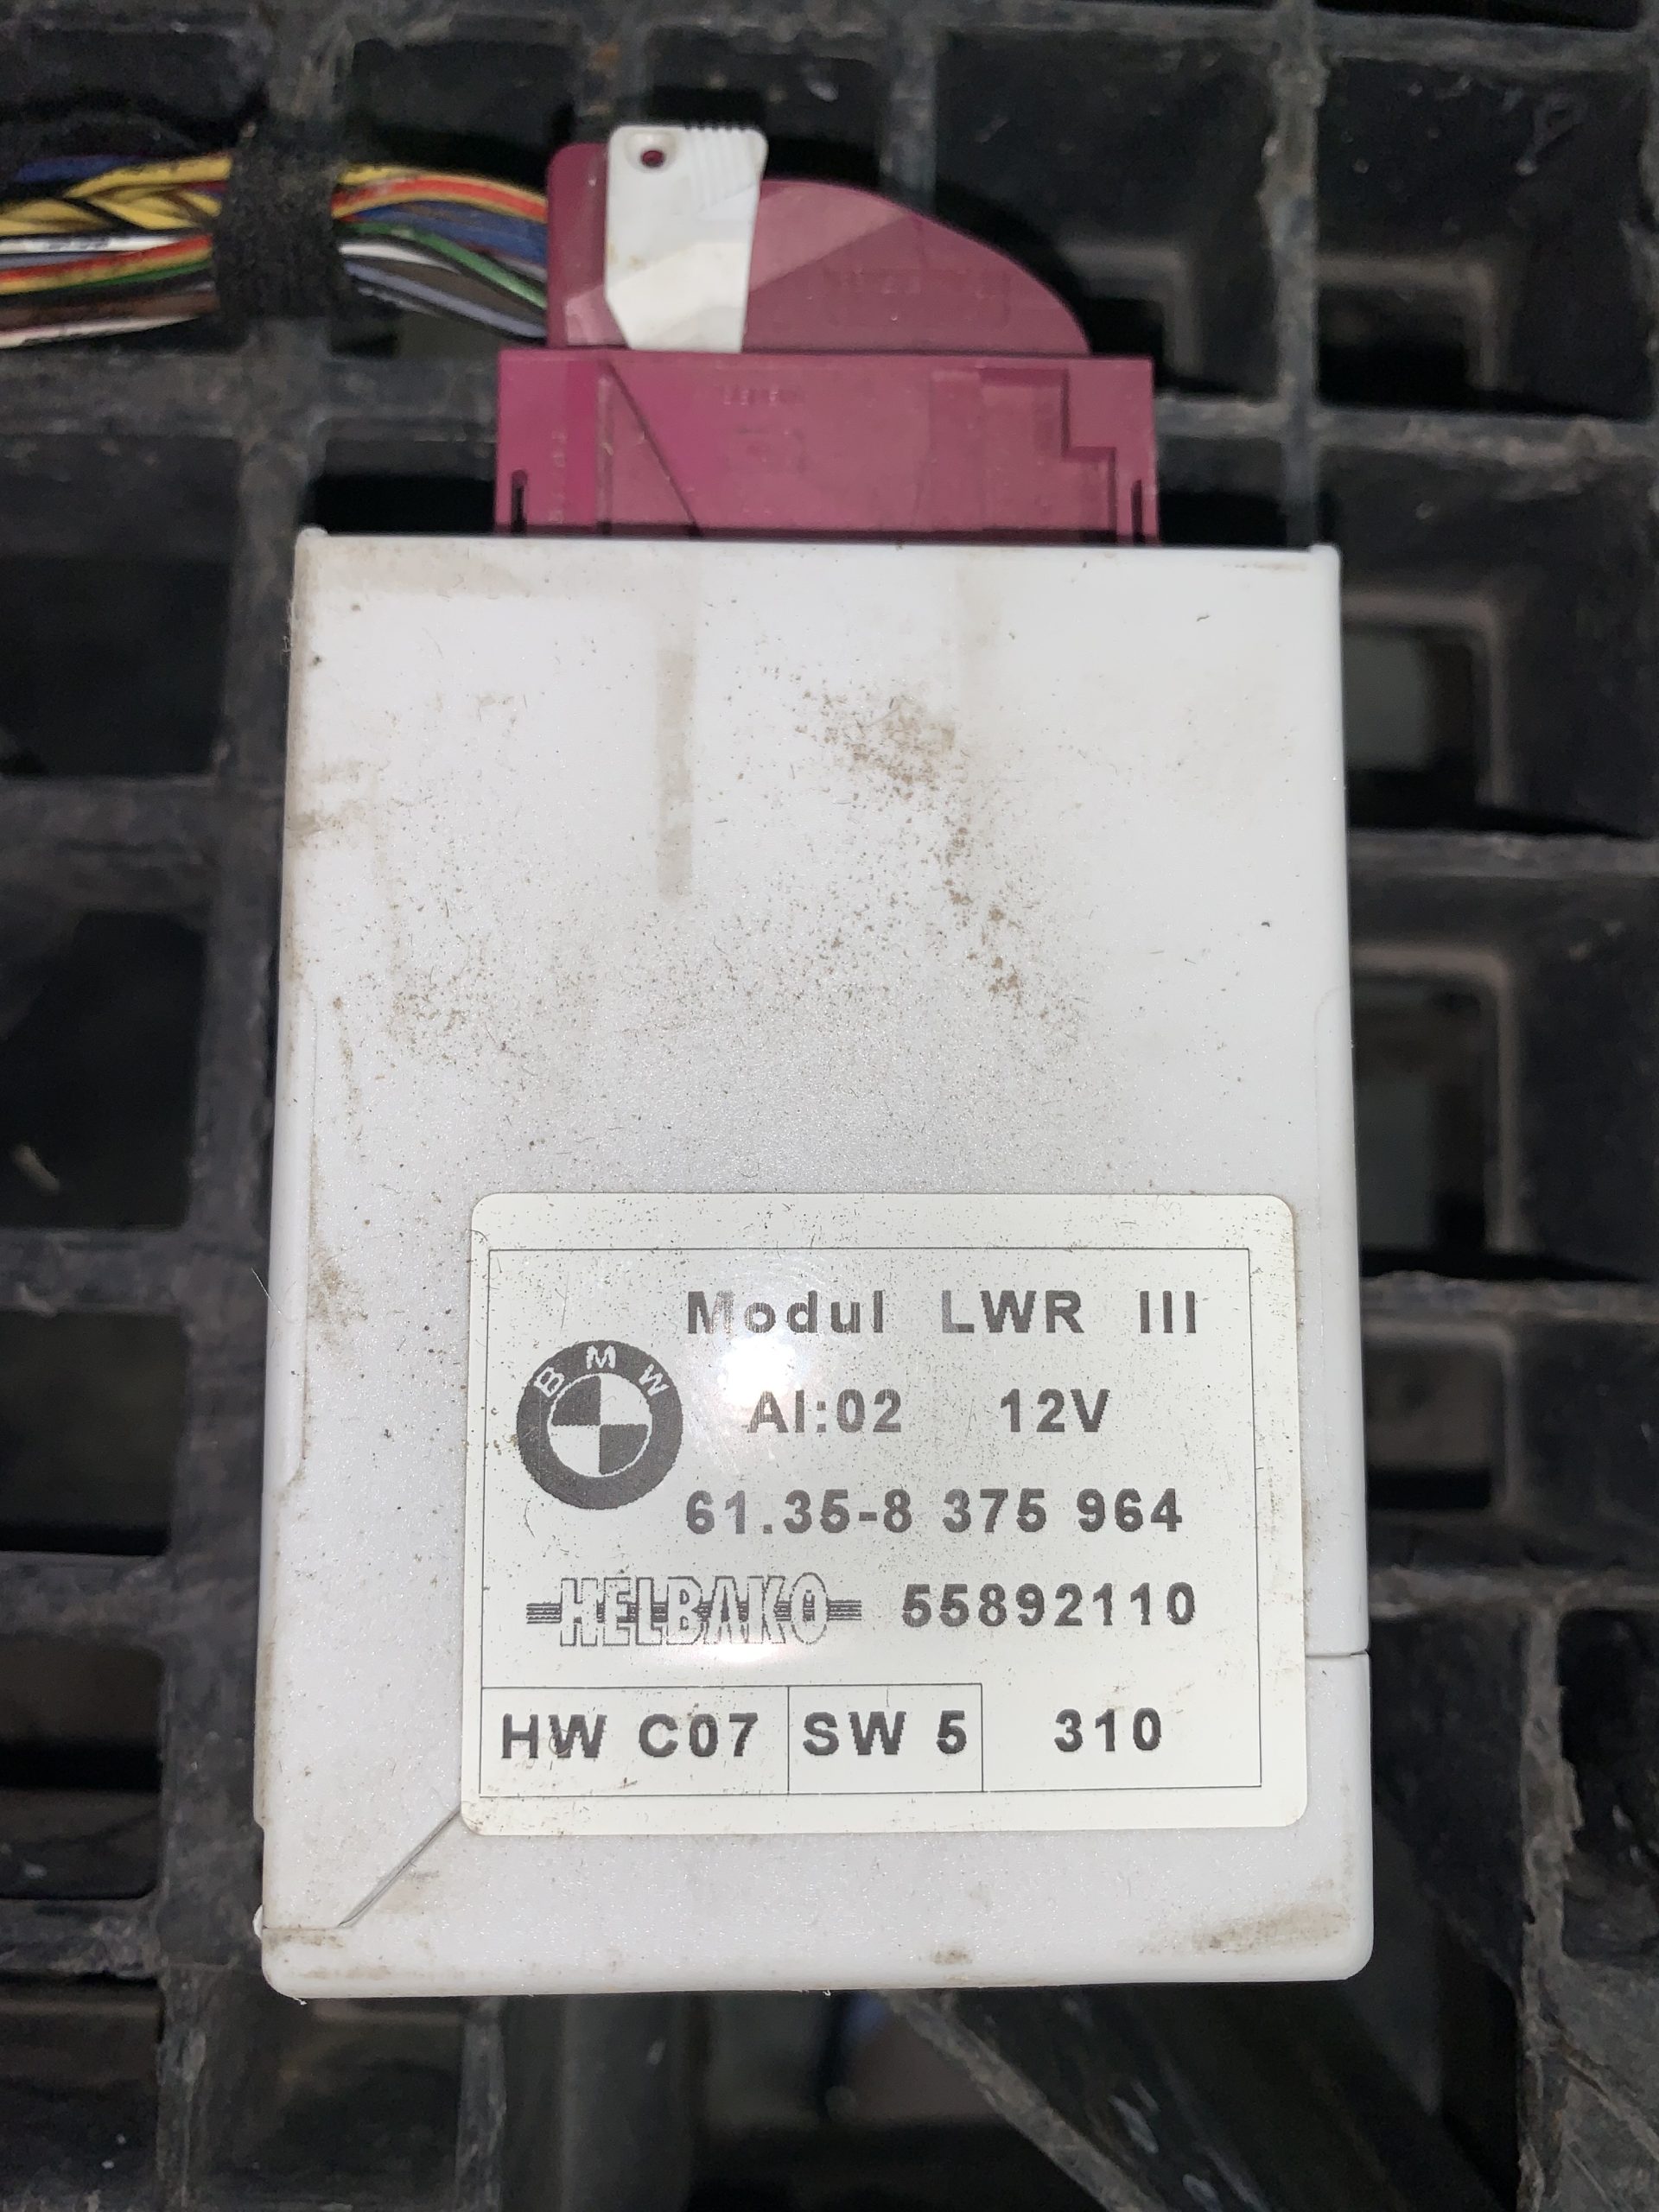 Modul LWR III
BMW
AI:02 12V
61.35-8 375 964
HELBAKO 55892110
HW C07 SW 5 310